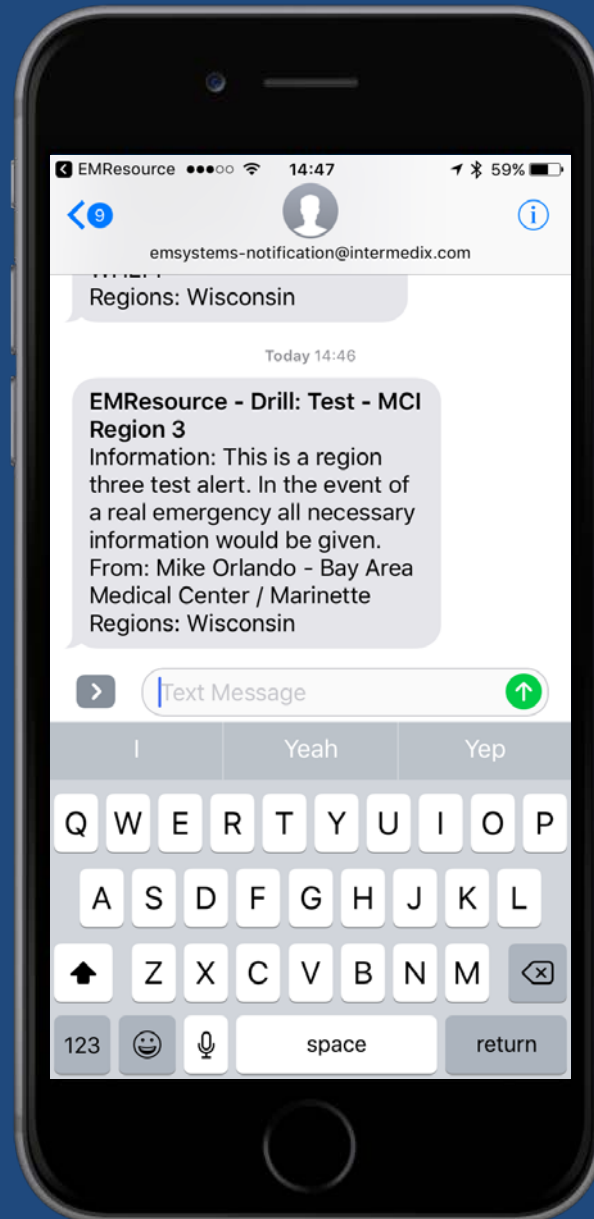 EMResource 14:47 59%
9
emsystems-notification@intermedix.com
Regions: Wisconsin
Today 14:46
EMResource - Drill: Test - MCI
Region 3
Information: This is a region
three test alert. In the event of
a real emergency all necessary
information would be given.
From: Mike Orlando - Bay Area
Medical Center / Marinette
Regions: Wisconsin
Text Message
I Yeah Yep
Q W E R T Y U I O P
A S D F G H J K L
Z X C V B N M
123 space return